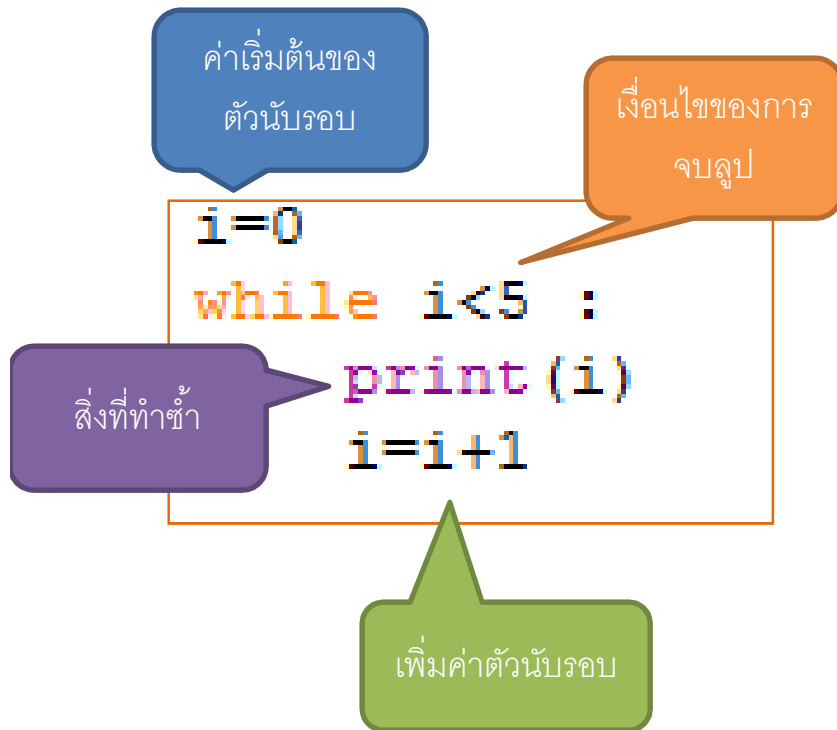 ค่าเริ่มต้นของ
ตัวนับรอบ
เงื่อนไขของการ
จบลูป
i=0
while i<5 :
print(i)
i=i+1
สิ่งที่ทำซ้ำ
เพิ่มค่าตัวนับรอบ